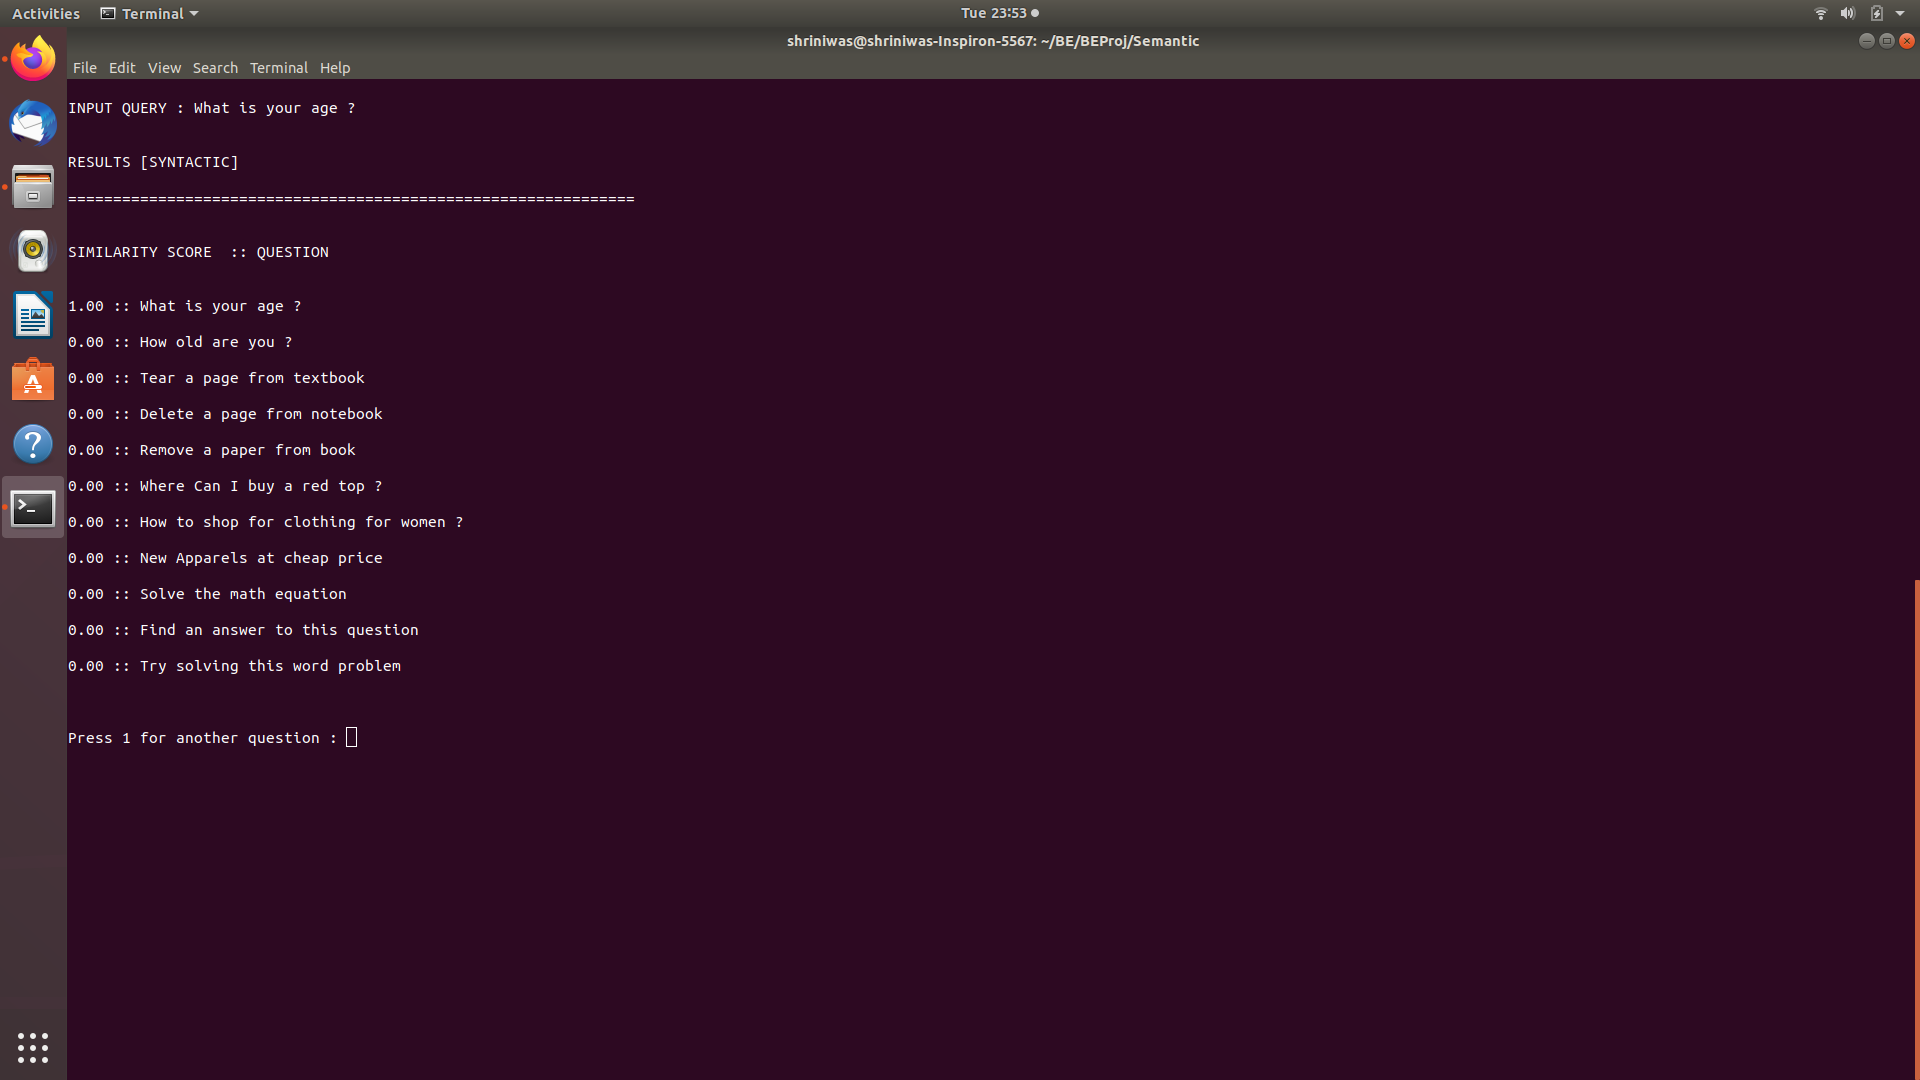 Activities Terminal Tue 23:53
shriniwas@shriniwas-Inspiron-5567: ~/BE/BEProj/Semantic
File Edit View Search Terminal Help
INPUT QUERY : What is your age ?
RESULTS [SYNTACTIC]
===============================================================
SIMILARITY SCORE  :: QUESTION
1.00 :: What is your age ?
0.00 :: How old are you ?
0.00 :: Tear a page from textbook
0.00 :: Delete a page from notebook
0.00 :: Remove a paper from book
0.00 :: Where Can I buy a red top ?
0.00 :: How to shop for clothing for women ?
0.00 :: New Apparels at cheap price
0.00 :: Solve the math equation
0.00 :: Find an answer to this question
0.00 :: Try solving this word problem
Press 1 for another question :